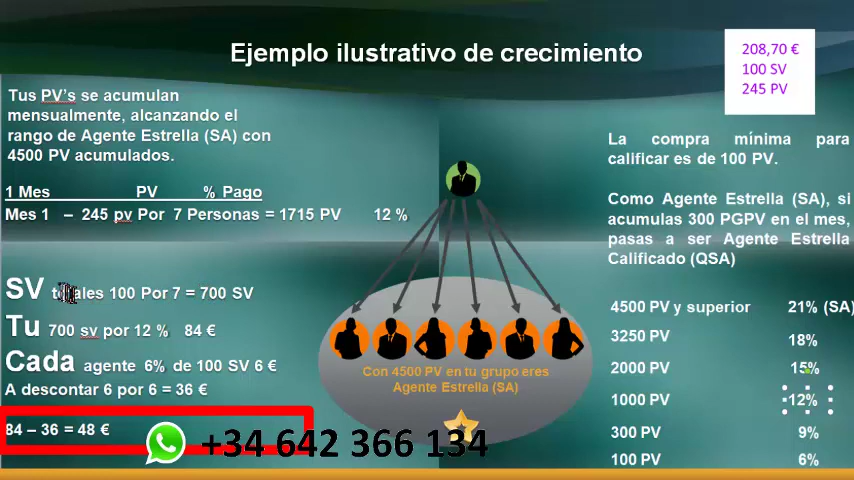 Ejemplo ilustrativo de crecimiento
208,70 €
100 SV
245 PV
Tus PV's se acumulan
mensualmente, alcanzando el
rango de Agente Estrella (SA) con
4500 PV acumulados.
1 Mes PV % Pago
Mes 1 – 245 pv Por 7 Personas = 1715 PV 12 %
SV totales 100 Por 7 = 700 SV
Tu 700 sv por 12 % 84 €
Cada agente 6% de 100 SV 6 €
A descontar 6 por 6 = 36 €
84 – 36 = 48 €
Con 4500 PV en tu grupo eres
Agente Estrella (SA)
+34 642 366 134
La compra mínima para
calificar es de 100 PV.
Como Agente Estrella (SA), si
acumulas 300 PGPV en el mes,
pasas a ser Agente Estrella
Calificado (QSA)
4500 PV y superior 21% (SA)
3250 PV 18%
2000 PV 15%
1000 PV 12%
300 PV 9%
100 PV 6%